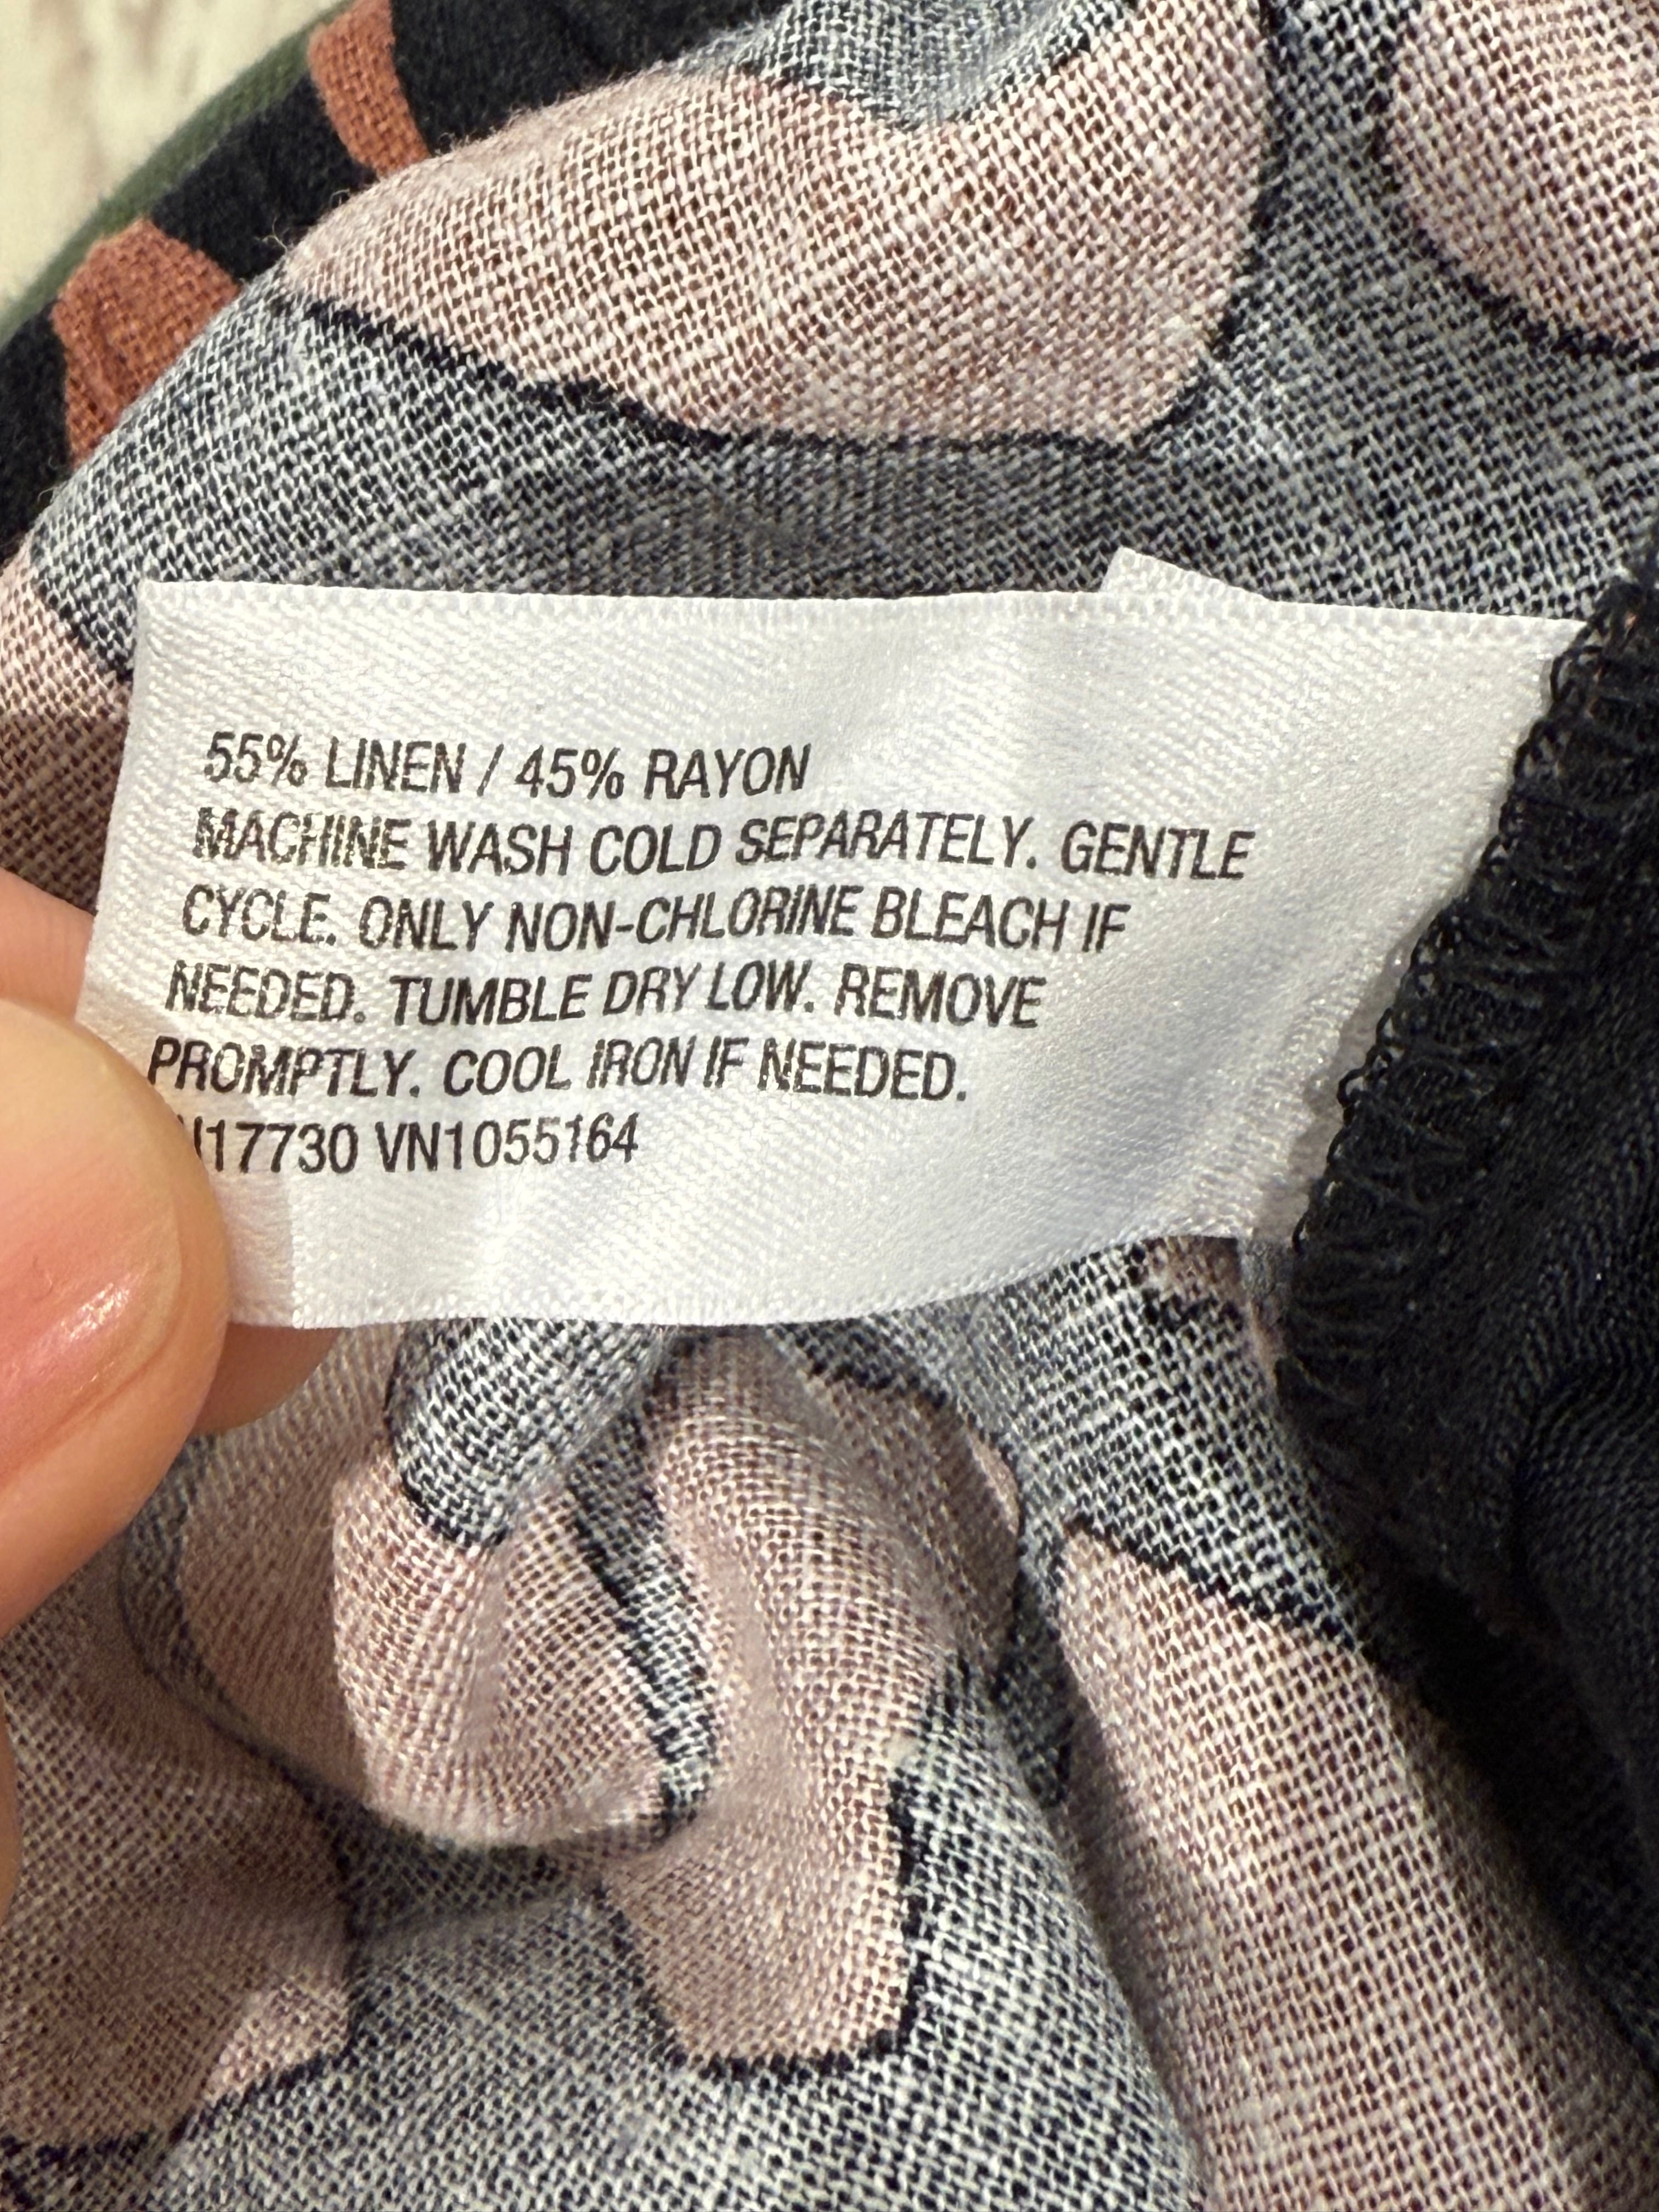 55% LINEN / 45% RAYON
MACHINE WASH COLD SEPARATELY. GENTLE
CYCLE. ONLY NON-CHLORINE BLEACH IF
NEEDED. TUMBLE DRY LOW. REMOVE
PROMPTLY. COOL IRON IF NEEDED.
VN1055164